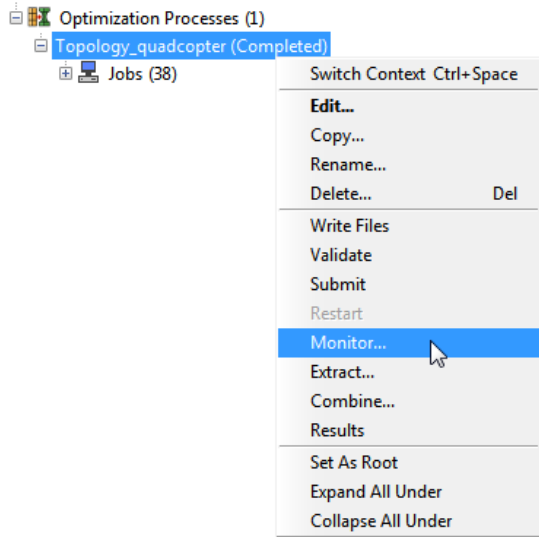 Optimization Processes (1)
Topology_quadcopter (Completed)
Jobs (38)
Switch Context Ctrl+Space
Edit...
Copy...
Rename...
Delete... Del
Write Files
Validate
Submit
Restart
Monitor...
Extract...
Combine...
Results
Set As Root
Expand All Under
Collapse All Under